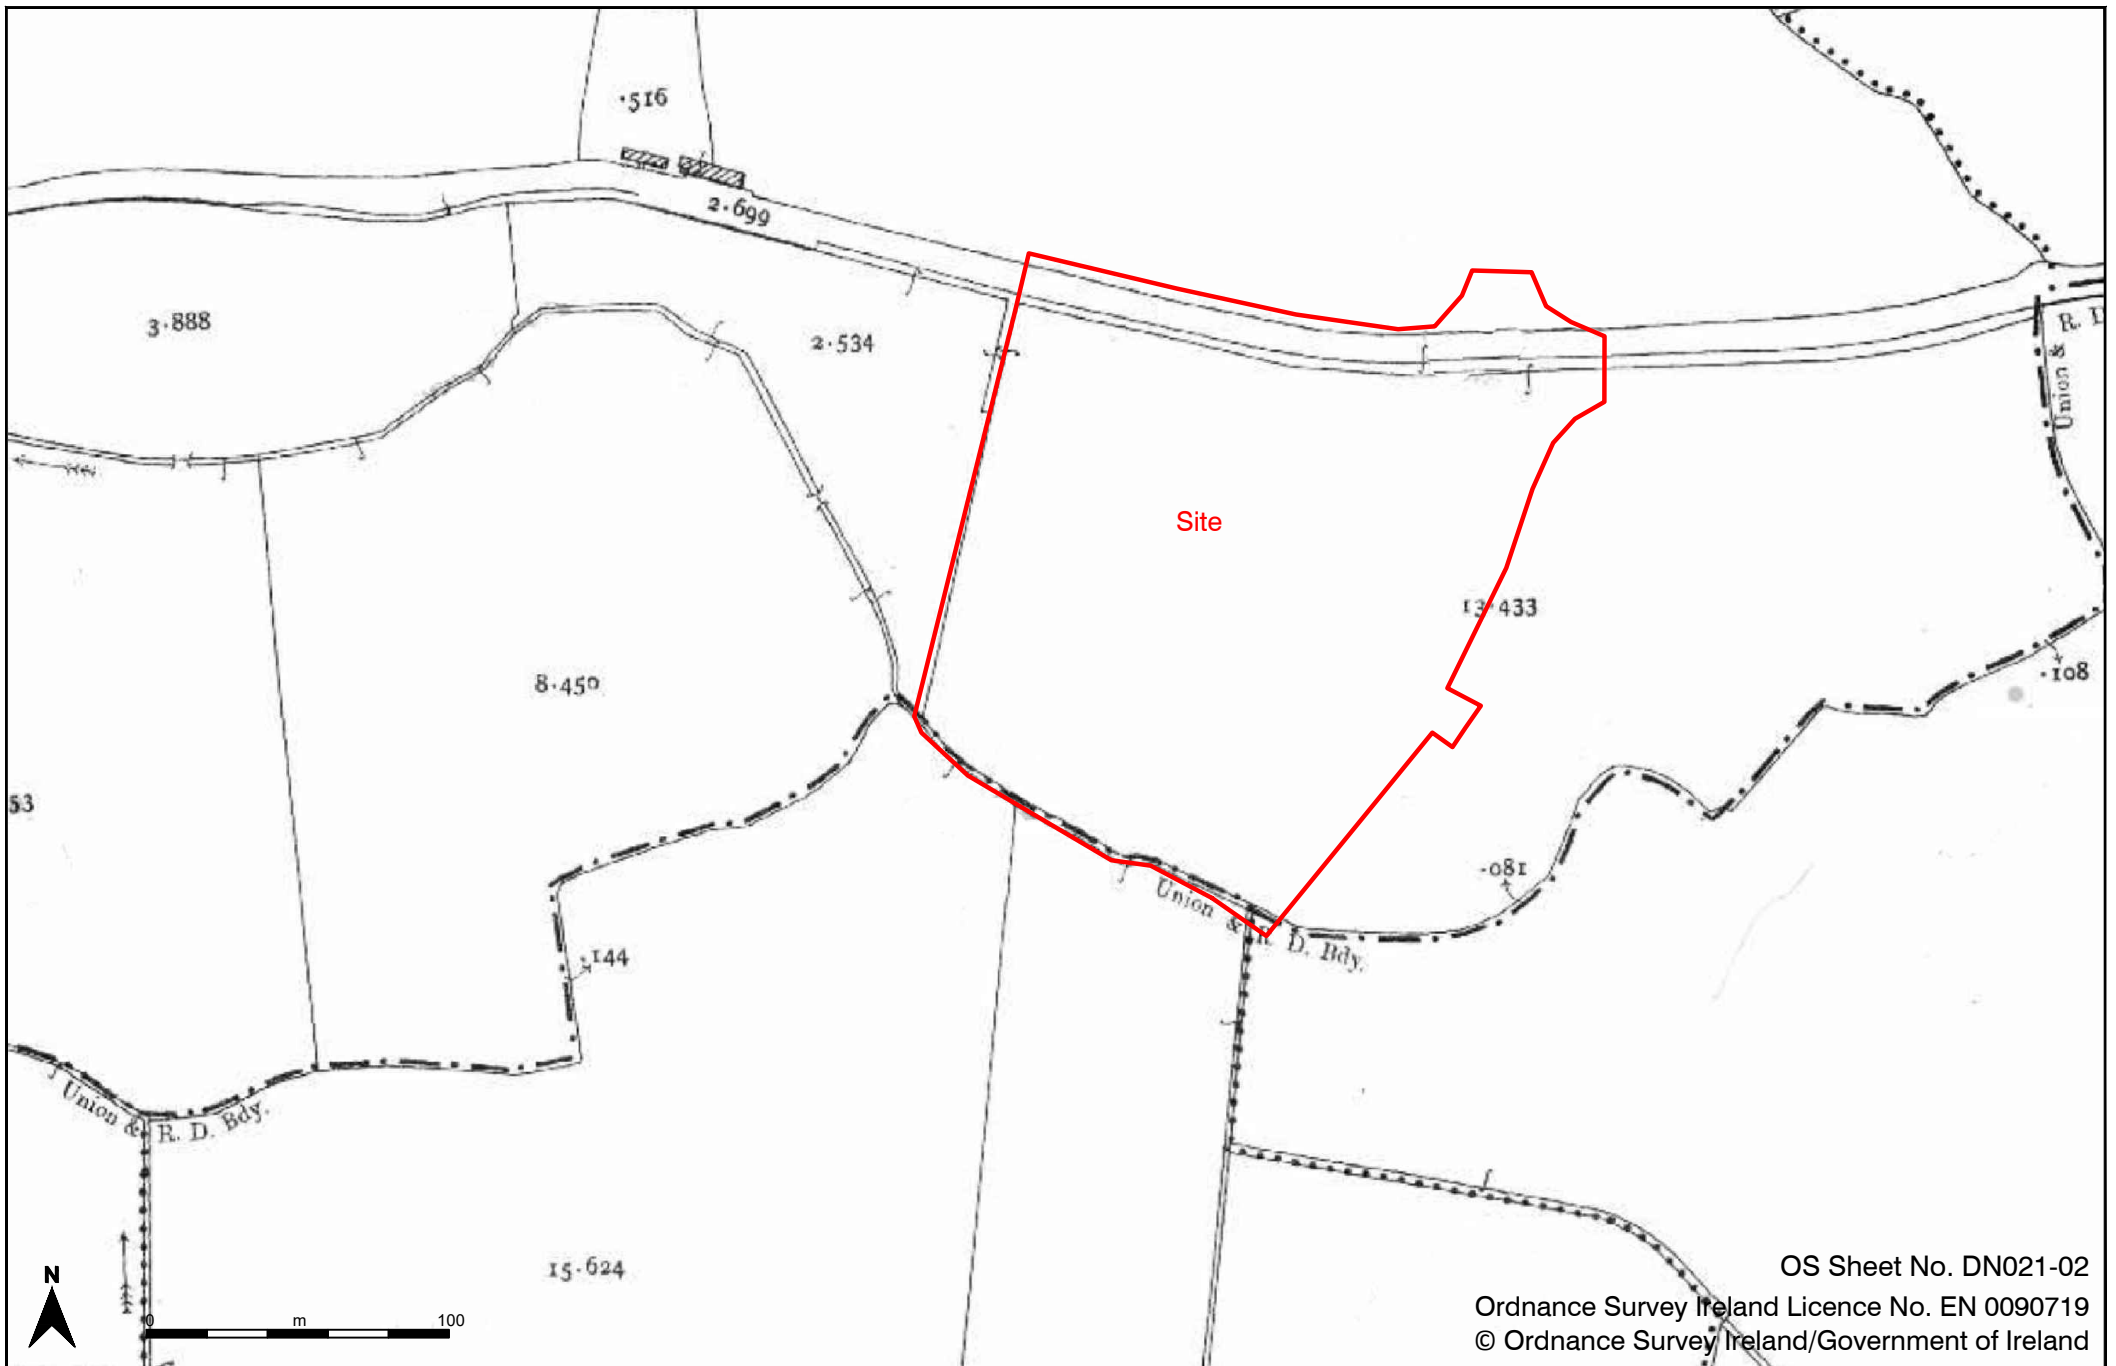 ·516
2·699
3·888
2·534
R. D
Union &
Site
13·433
8·450
·108
53
·081
Union & R. D. Bdy.
·144
Union & R. D. Bdy.
15·624
N
0 m 100
OS Sheet No. DN021-02
Ordnance Survey Ireland Licence No. EN 0090719
© Ordnance Survey Ireland/Government of Ireland